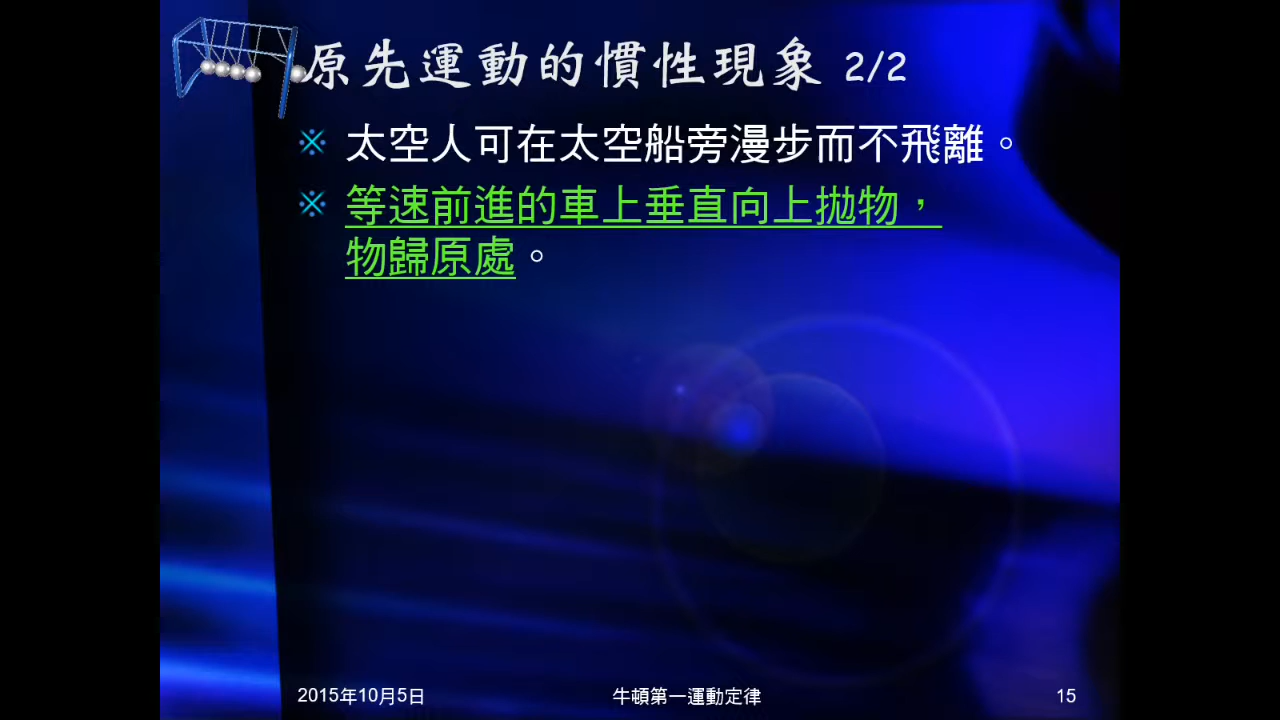 原先運動的慣性現象 2/2
※ 太空人可在太空船旁漫步而不飛離。
※ 等速前進的車上垂直向上拋物，
物歸原處。
2015年10月5日 牛頓第一運動定律 15